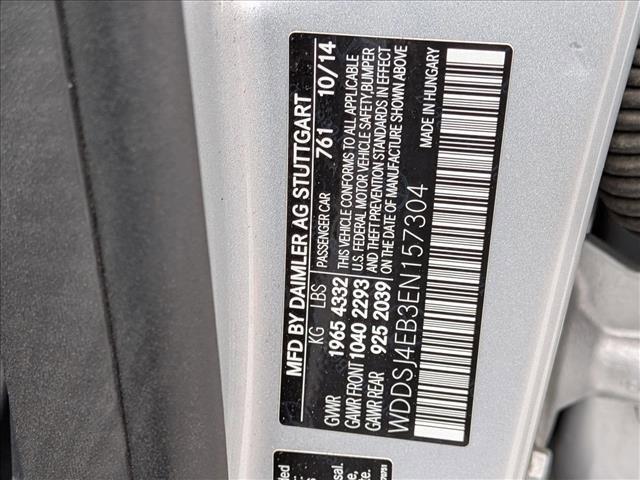 MFD BY DAIMLER AG STUTTGART
KG LBS PASSENGER CAR 761 10/14
GVWR 1965 4332 THIS VEHICLE CONFORMS TO ALL APPLICABLE
GAWR FRONT 1040 2293 U.S. FEDERAL MOTOR VEHICLE SAFETY,BUMPER
AND THEFT PREVENTION STANDARDS IN EFFECT
GAWR REAR 925 2039 ON THE DATE OF MANUFACTURE SHOWN ABOVE
WDDSJ4EB3EN157304 MADE IN HUNGARY